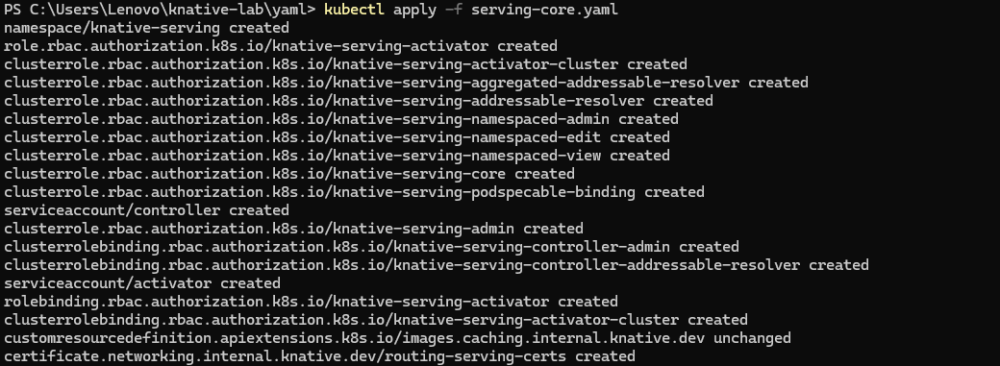 PS C:\Users\Lenovo\knative-lab\yaml> kubectl apply -f serving-core.yaml
namespace/knative-serving created
role.rbac.authorization.k8s.io/knative-serving-activator created
clusterrole.rbac.authorization.k8s.io/knative-serving-activator-cluster created
clusterrole.rbac.authorization.k8s.io/knative-serving-aggregated-addressable-resolver created
clusterrole.rbac.authorization.k8s.io/knative-serving-addressable-resolver created
clusterrole.rbac.authorization.k8s.io/knative-serving-namespaced-admin created
clusterrole.rbac.authorization.k8s.io/knative-serving-namespaced-edit created
clusterrole.rbac.authorization.k8s.io/knative-serving-namespaced-view created
clusterrole.rbac.authorization.k8s.io/knative-serving-core created
clusterrole.rbac.authorization.k8s.io/knative-serving-podspecable-binding created
serviceaccount/controller created
clusterrole.rbac.authorization.k8s.io/knative-serving-admin created
clusterrolebinding.rbac.authorization.k8s.io/knative-serving-controller-admin created
clusterrolebinding.rbac.authorization.k8s.io/knative-serving-controller-addressable-resolver created
serviceaccount/activator created
rolebinding.rbac.authorization.k8s.io/knative-serving-activator created
clusterrolebinding.rbac.authorization.k8s.io/knative-serving-activator-cluster created
customresourcedefinition.apiextensions.k8s.io/images.caching.internal.knative.dev unchanged
certificate.networking.internal.knative.dev/routing-serving-certs created